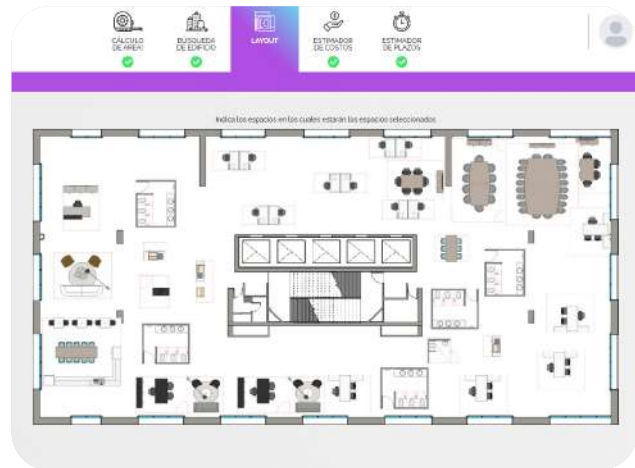 CÁLCULO
DE ÁREA!
BÚSQUEDA
DE EDIFICIO
LAYOUT
ESTIMADOR
DE COSTOS
ESTIMADOR
DE PLAZOS
Indica los espacios en los cuales estarán los espacios seleccionados